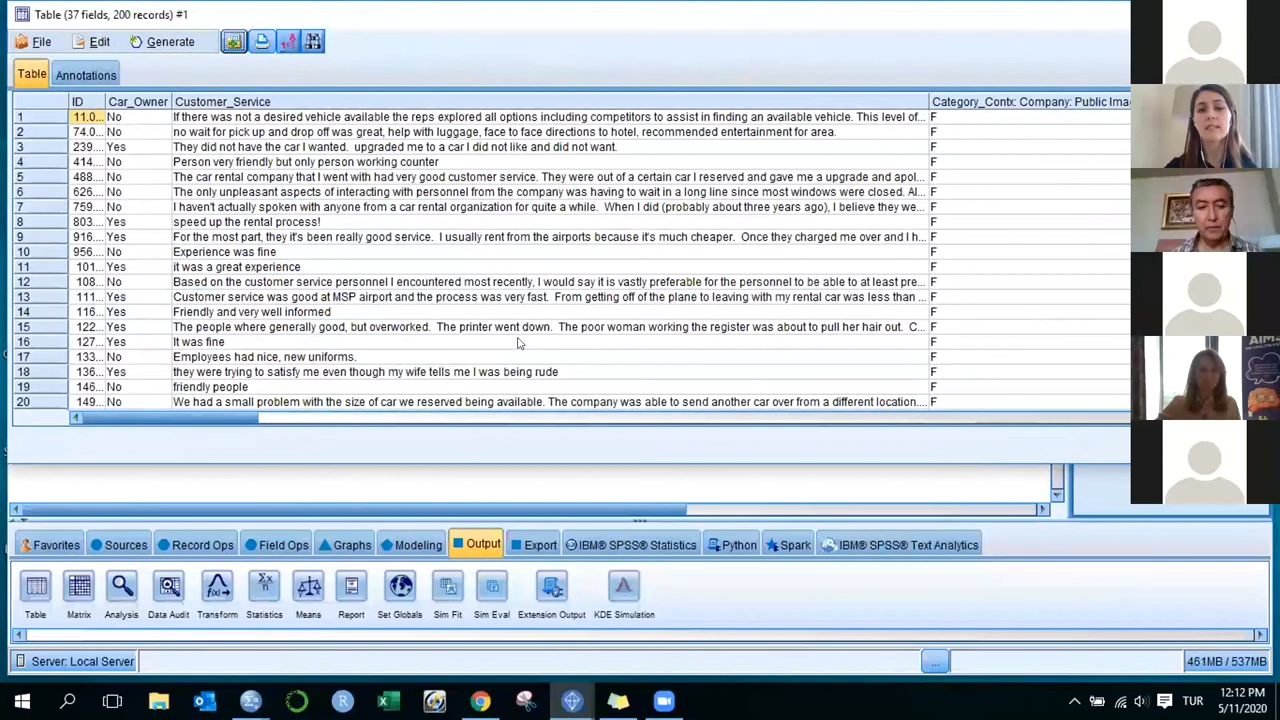 Table (37 fields, 200 records) #1
File Edit Generate
Table Annotations
ID Car_Owner Customer_Service Category_Contx: Company: Public Imag
1 11.0... No If there was not a desired vehicle available the reps explored all options including competitors to assist in finding an available vehicle. This level of... F
2 74.0... No no wait for pick up and drop off was great, help with luggage, face to face directions to hotel, recommended entertainment for area. F
3 239... Yes They did not have the car I wanted. upgraded me to a car I did not like and did not want. F
4 414... No Person very friendly but only person working counter F
5 488... No The car rental company that I went with had very good customer service. They were out of a certain car I reserved and gave me a upgrade and apol... F
6 626... No The only unpleasant aspects of interacting with personnel from the company was having to wait in a long line since most windows were closed. Al... F
7 759... No I haven't actually spoken with anyone from a car rental organization for quite a while. When I did (probably about three years ago), I believe they we... F
8 803... Yes speed up the rental process! F
9 916... Yes For the most part, they it's been really good service. I usually rent from the airports because it's much cheaper. Once they charged me over and I h... F
10 956... No Experience was fine F
11 101... Yes it was a great experience F
12 108... No Based on the customer service personnel I encountered most recently, I would say it is vastly preferable for the personnel to be able to at least pre... F
13 111... Yes Customer service was good at MSP airport and the process was very fast. From getting off of the plane to leaving with my rental car was less than ... F
14 116... Yes Friendly and very well informed F
15 122... Yes The people where generally good, but overworked. The printer went down. The poor woman working the register was about to pull her hair out. C... F
16 127... Yes It was fine F
17 133... No Employees had nice, new uniforms. F
18 136... Yes they were trying to satisfy me even though my wife tells me I was being rude F
19 146... No friendly people F
20 149... No We had a small problem with the size of car we reserved being available. The company was able to send another car over from a different location.... F
Favorites Sources Record Ops Field Ops Graphs Modeling Output Export IBM® SPSS® Statistics Python Spark IBM® SPSS® Text Analytics
Table Matrix Analysis Data Audit Transform Statistics Means Report Set Globals Sim Fit Sim Eval Extension Output KDE Simulation
Server: Local Server ... 461MB / 537MB
TUR
12:12 PM
5/11/2020